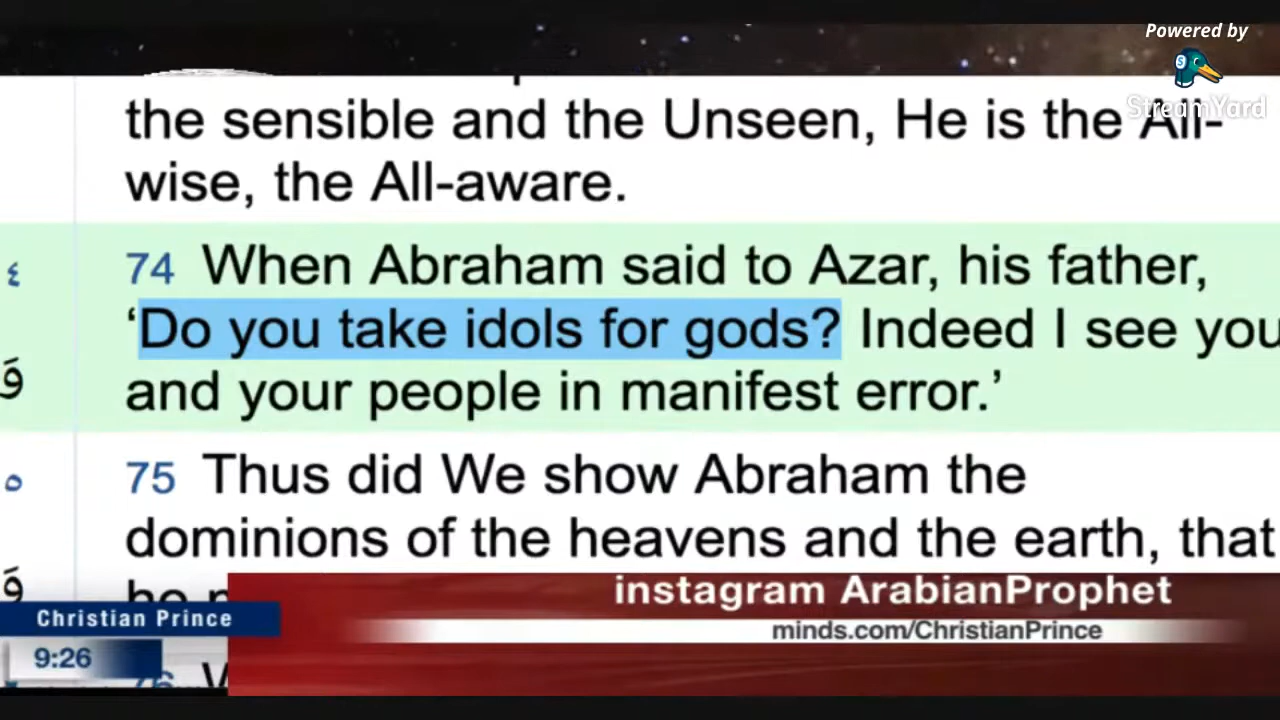 Powered by
StreamYard
the sensible and the Unseen, He is the All-
wise, the All-aware.
٤
74 When Abraham said to Azar, his father,
‘Do you take idols for gods? Indeed I see you
and your people in manifest error.’
٥
75 Thus did We show Abraham the
dominions of the heavens and the earth, that
instagram ArabianProphet
Christian Prince
minds.com/ChristianPrince
9:26